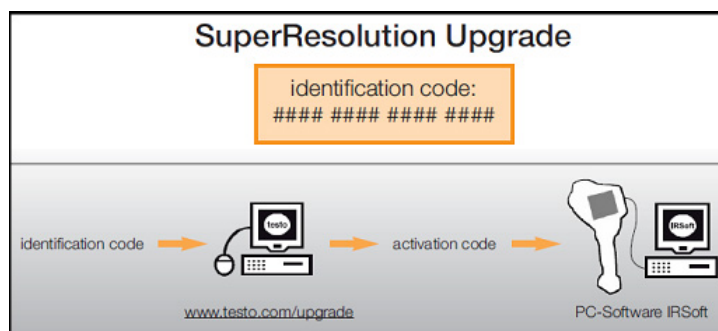 SuperResolution Upgrade
identification code:
#### #### #### ####
identification code
testo
activation code
IRSoft
www.testo.com/upgrade
PC-Software IRSoft